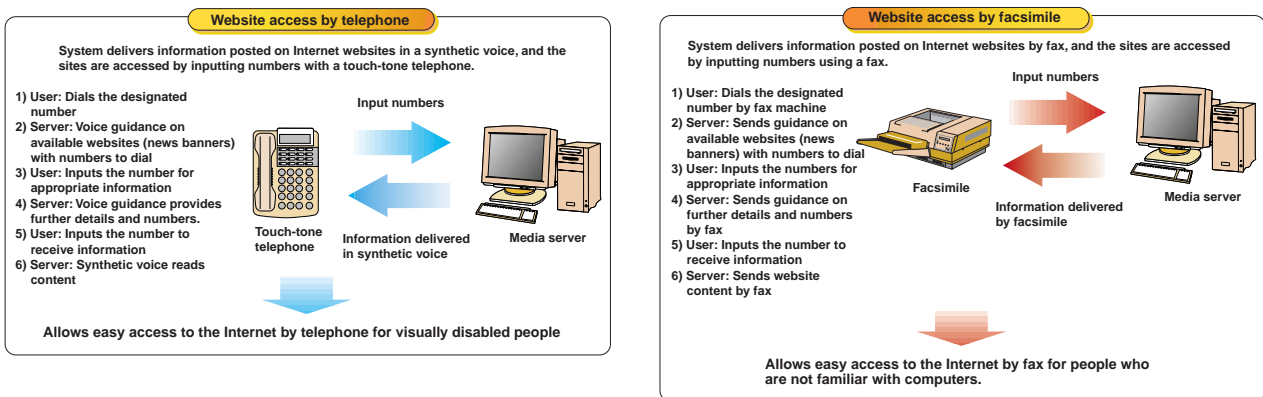 Website access by telephone
System delivers information posted on Internet websites in a synthetic voice, and the
sites are accessed by inputting numbers with a touch-tone telephone.
1) User: Dials the designated
number
2) Server: Voice guidance on
available websites (news banners)
with numbers to dial
3) User: Inputs the number for
appropriate information
4) Server: Voice guidance provides
further details and numbers.
5) User: Inputs the number to
receive information
6) Server: Synthetic voice reads
content
Input numbers
Touch-tone
telephone
Information delivered
in synthetic voice
Media server
Allows easy access to the Internet by telephone for visually disabled people
Website access by facsimile
System delivers information posted on Internet websites by fax, and the sites are accessed
by inputting numbers using a fax.
1) User: Dials the designated
number by fax machine
2) Server: Sends guidance on
available websites (news
banners) with numbers to dial
3) User: Inputs the numbers for
appropriate information
4) Server: Sends guidance on
further details and numbers
by fax
5) User: Inputs the number to
receive information
6) Server: Sends website
content by fax
Input numbers
Facsimile
Information delivered
by facsimile
Media server
Allows easy access to the Internet by fax for people who
are not familiar with computers.